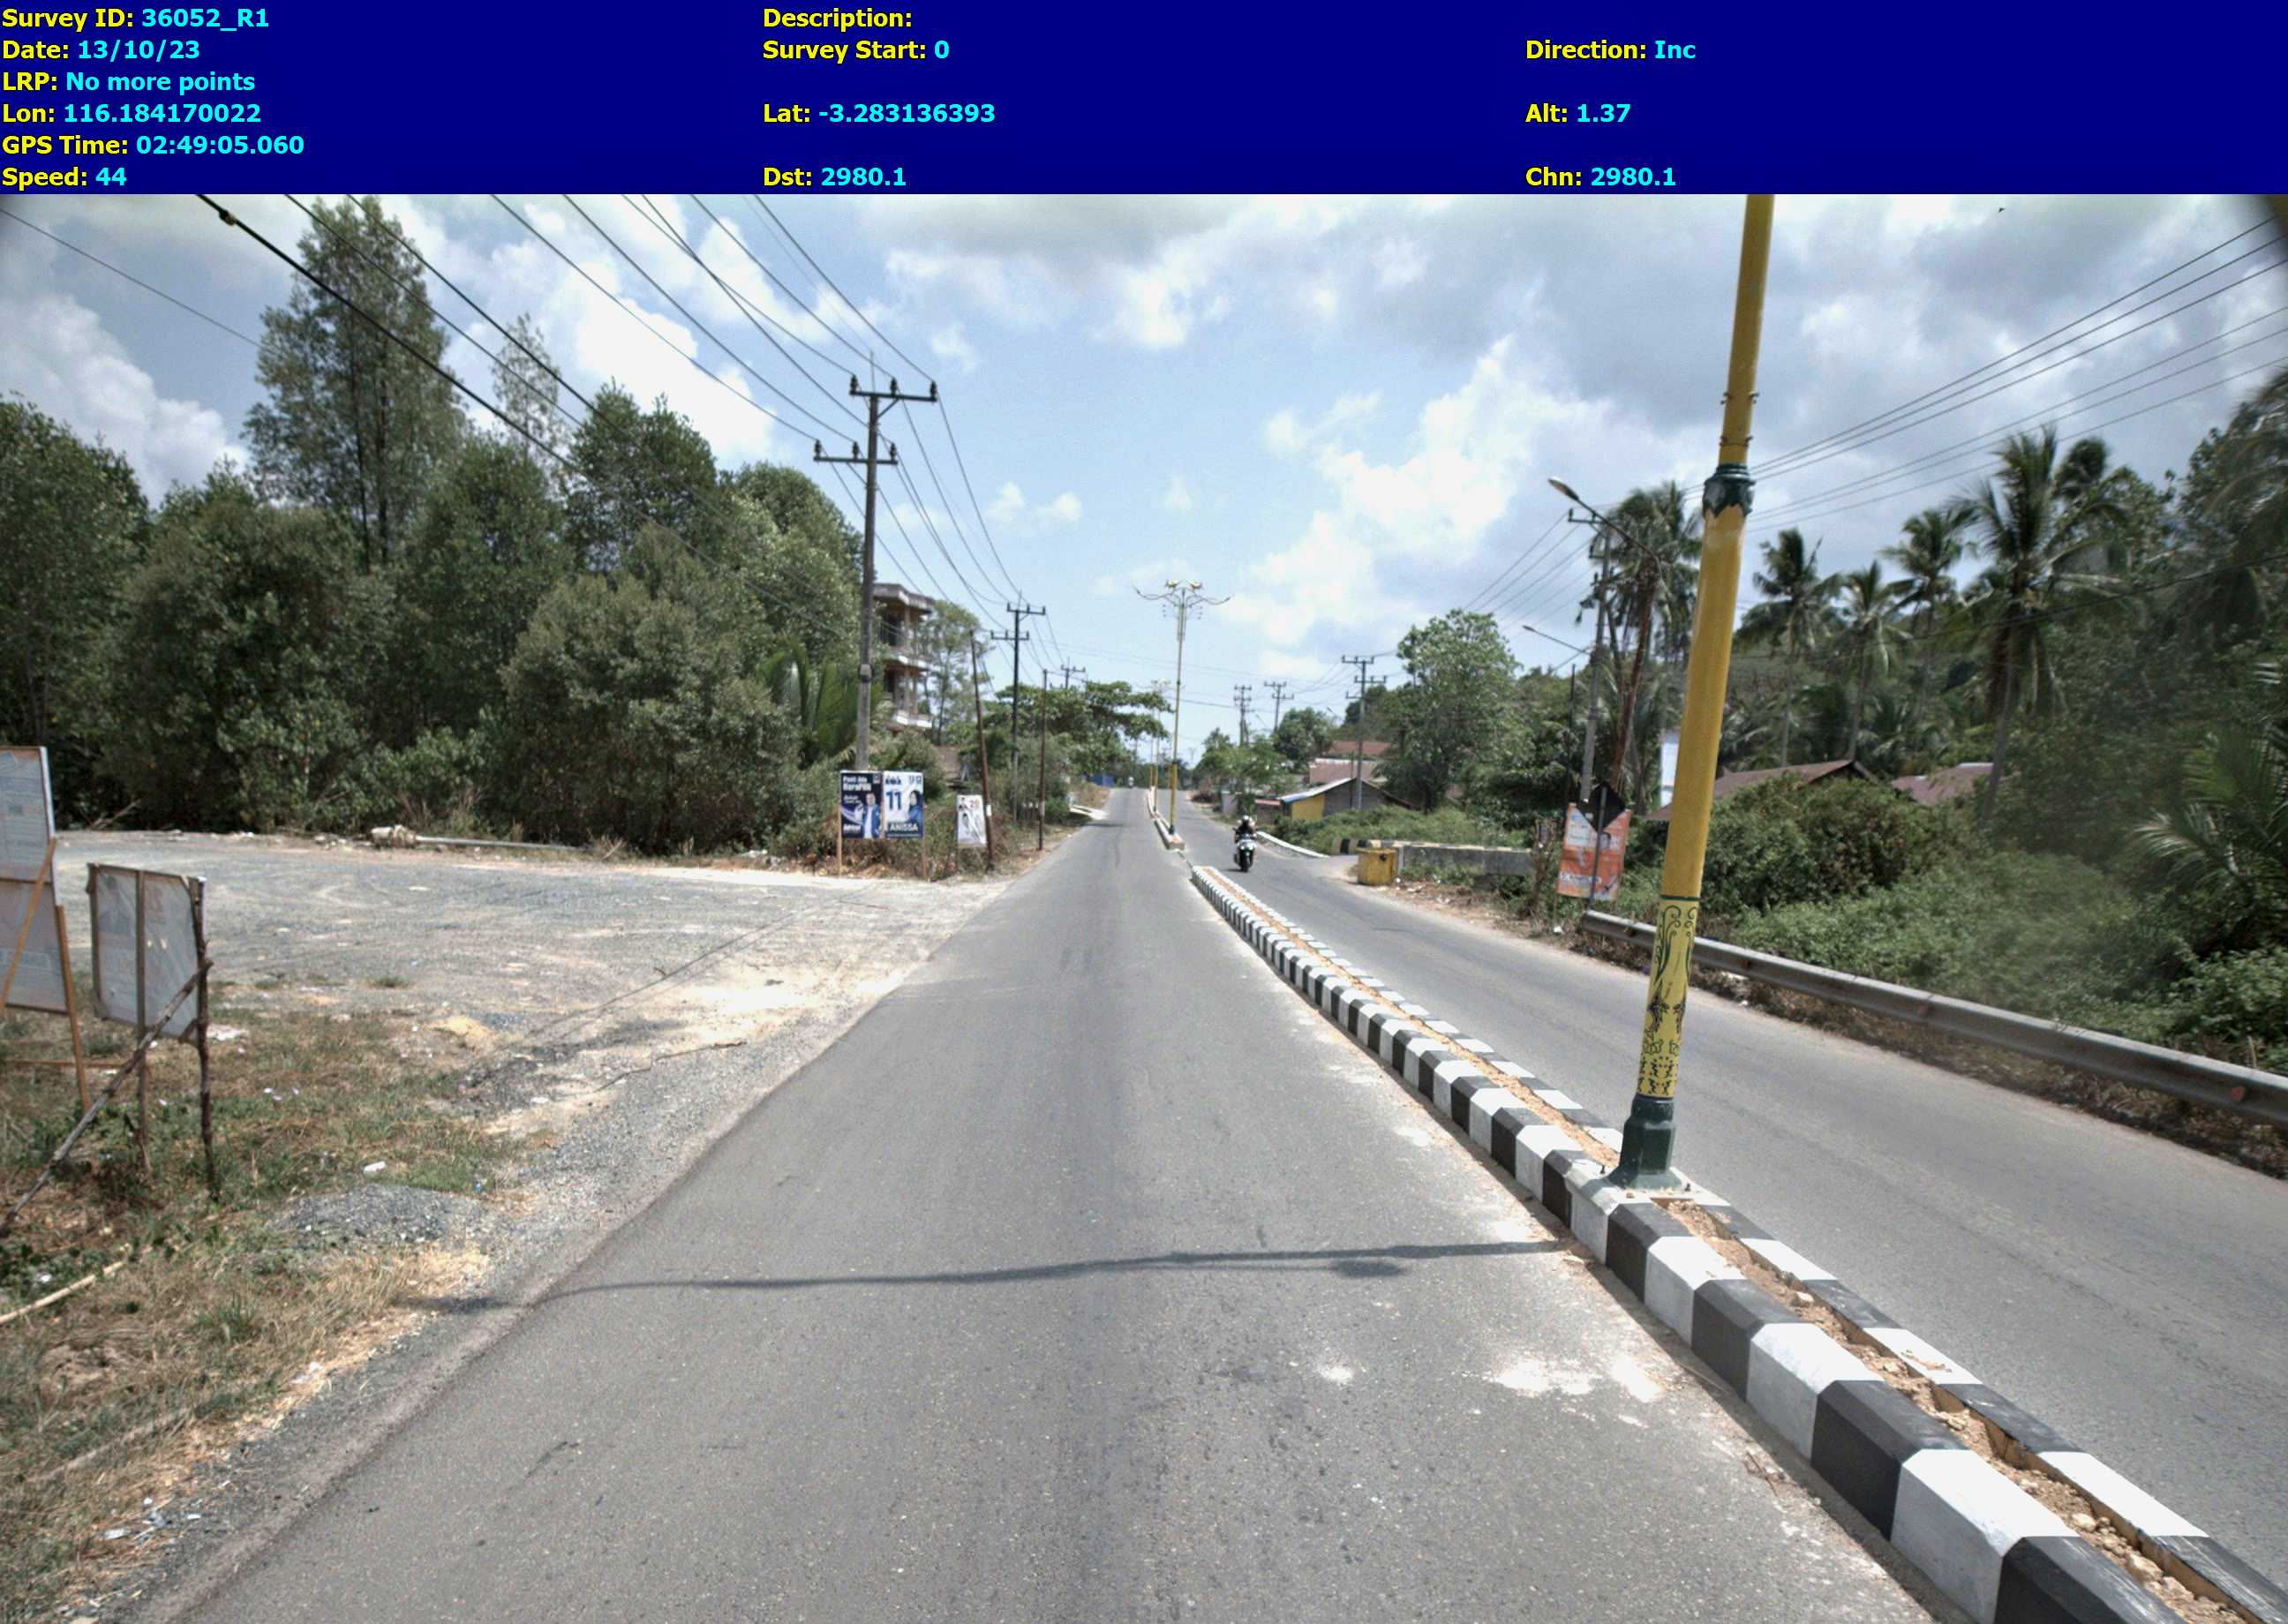 Survey ID: 36052_R1
Description:
Date: 13/10/23
Survey Start: 0
Direction: Inc
LRP: No more points
Lon: 116.184170022
Lat: -3.283136393
Alt: 1.37
GPS Time: 02:49:05.060
Speed: 44
Dst: 2980.1
Chn: 2980.1
11
ANISSA